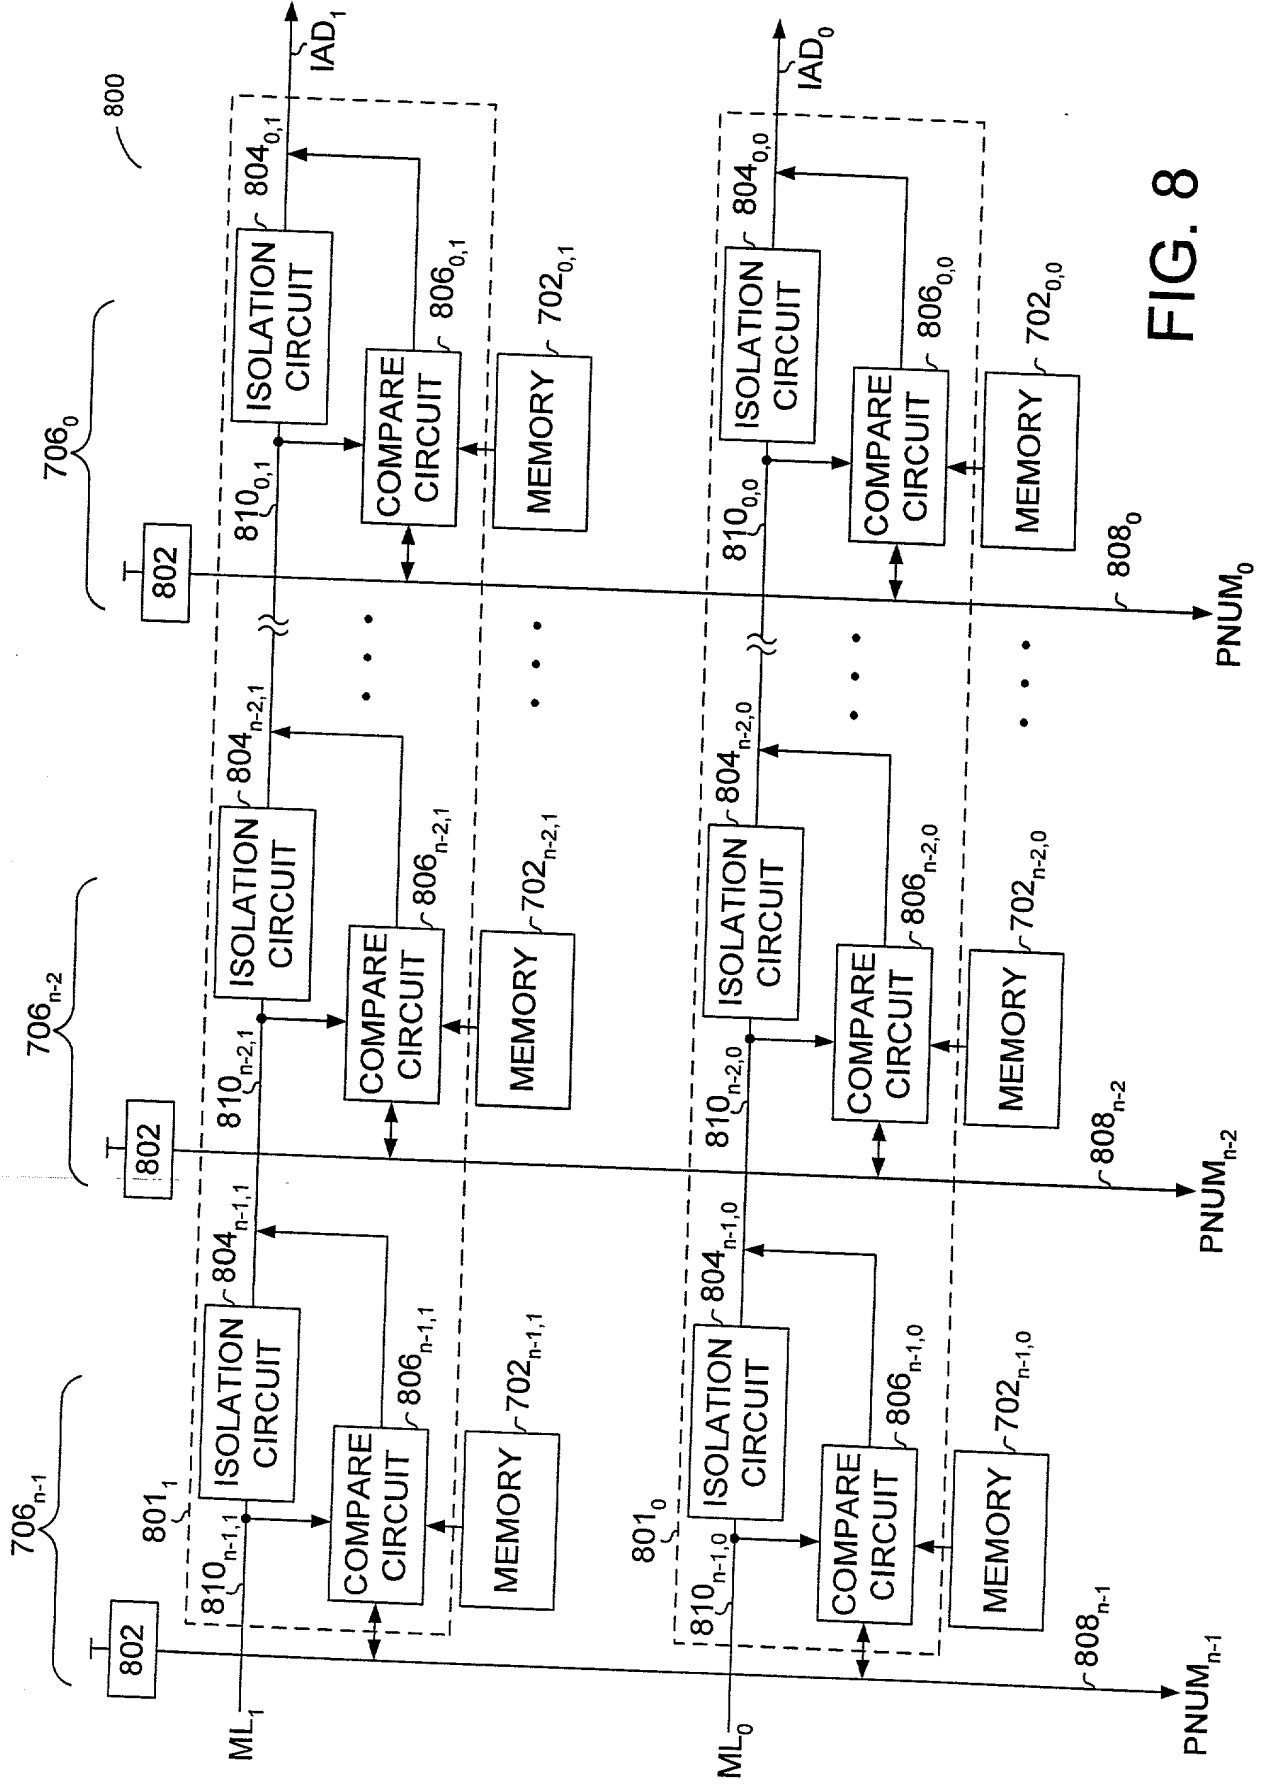 800
706n-1
706n-2
7060
802
802
802
ML1
8011
810n-1,1
ISOLATION CIRCUIT
804n-1,1
810n-2,1
ISOLATION CIRCUIT
804n-2,1
8100,1
ISOLATION CIRCUIT
8040,1
IAD1
COMPARE CIRCUIT
806n-1,1
COMPARE CIRCUIT
806n-2,1
COMPARE CIRCUIT
8060,1
MEMORY
702n-1,1
MEMORY
702n-2,1
MEMORY
7020,1
ML0
8010
810n-1,0
ISOLATION CIRCUIT
804n-1,0
810n-2,0
ISOLATION CIRCUIT
804n-2,0
8100,0
ISOLATION CIRCUIT
8040,0
IAD0
COMPARE CIRCUIT
806n-1,0
COMPARE CIRCUIT
806n-2,0
COMPARE CIRCUIT
8060,0
MEMORY
702n-1,0
MEMORY
702n-2,0
MEMORY
7020,0
808n-1
808n-2
8080
PNUMn-1
PNUMn-2
PNUM0
FIG. 8